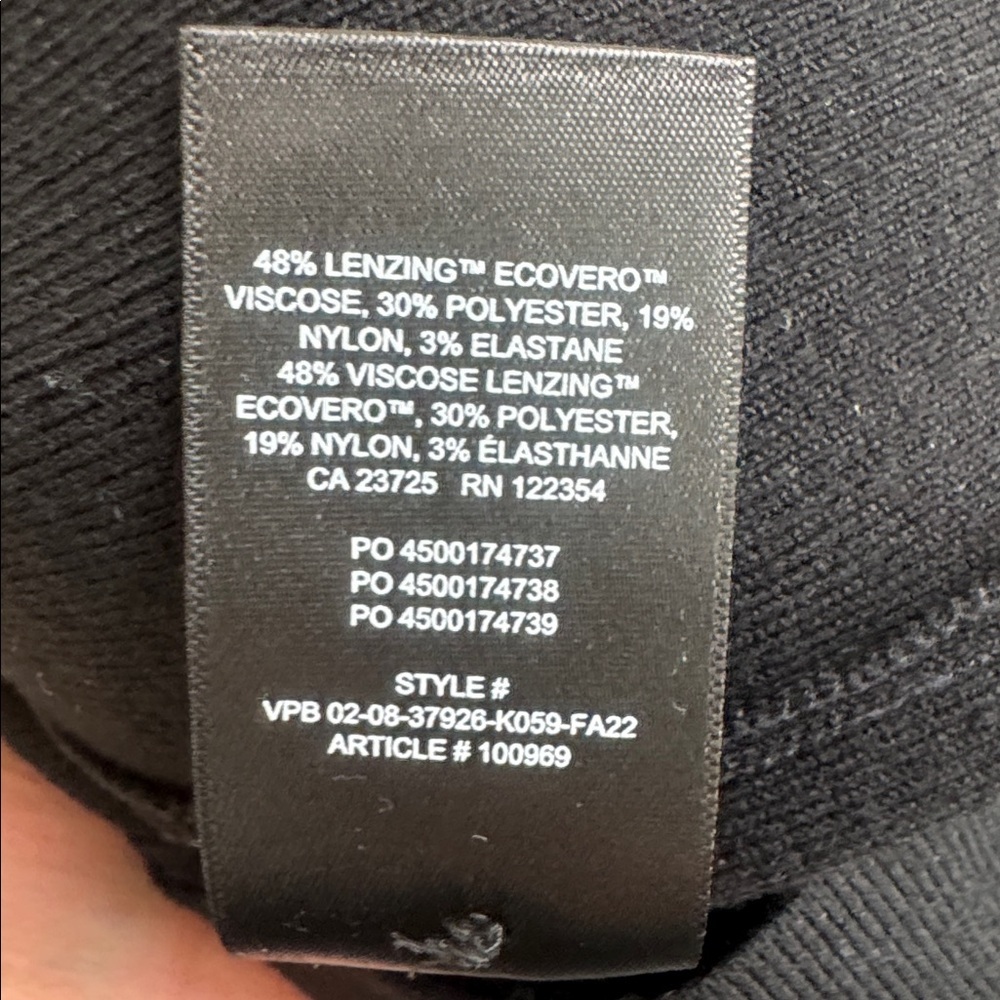 48% LENZING™ ECOVERO™
VISCOSE, 30% POLYESTER, 19%
NYLON, 3% ELASTANE
48% VISCOSE LENZING™
ECOVERO™, 30% POLYESTER,
19% NYLON, 3% ÉLASTHANNE
CA 23725 RN 122354
PO 4500174737
PO 4500174738
PO 4500174739
STYLE #
VPB 02-08-37926-K059-FA22
ARTICLE # 100969